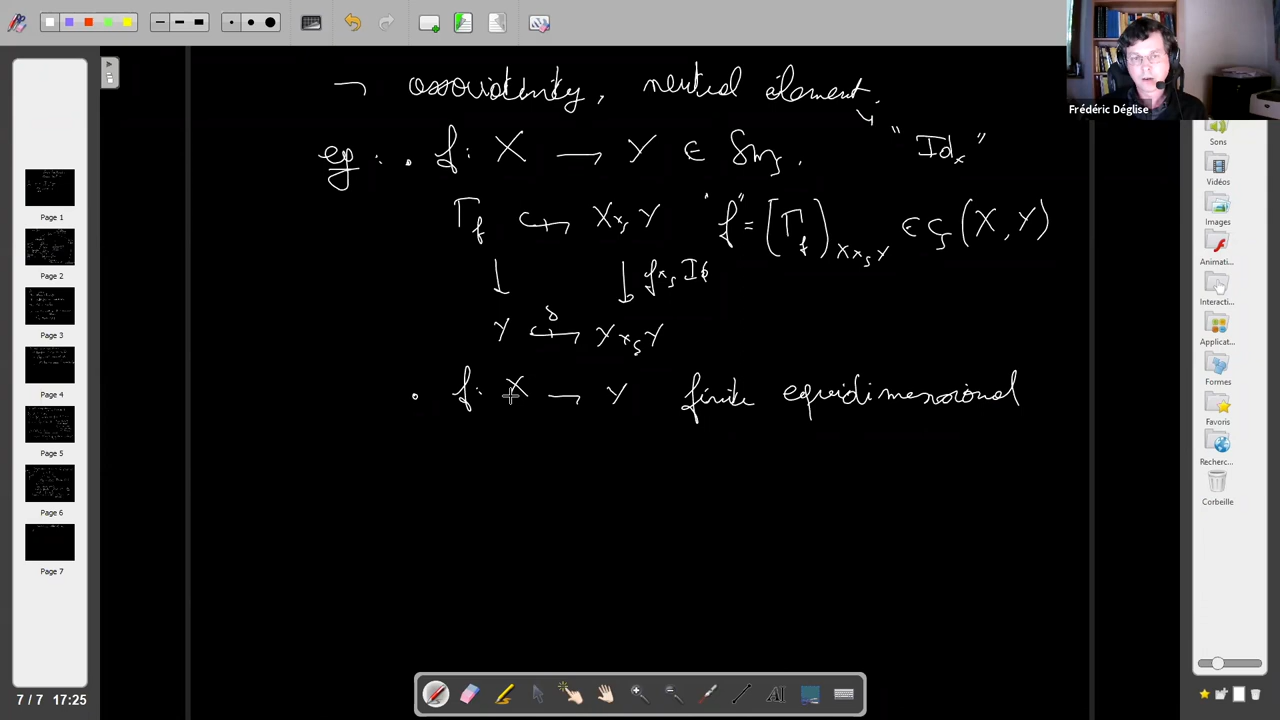 Frédéric Déglise
→ associativity, neutral element.
"Id_x"
eg : • f : X → Y ∈ Sm_S.
Γ_f ↪ X×_S Y "f" = [Γ_f]_{X×_S Y} ∈ c_S(X, Y)
↓ ↓ f×_S Id
Y ↪^δ Y×_S Y
• f : X → Y finite equidimensional
Page 1
Page 2
Page 3
Page 4
Page 5
Page 6
Page 7
Sons
Vidéos
Images
Animati...
Interacti...
Applicat...
Formes
Favoris
Recherc...
Corbeille
7 / 7 17:25